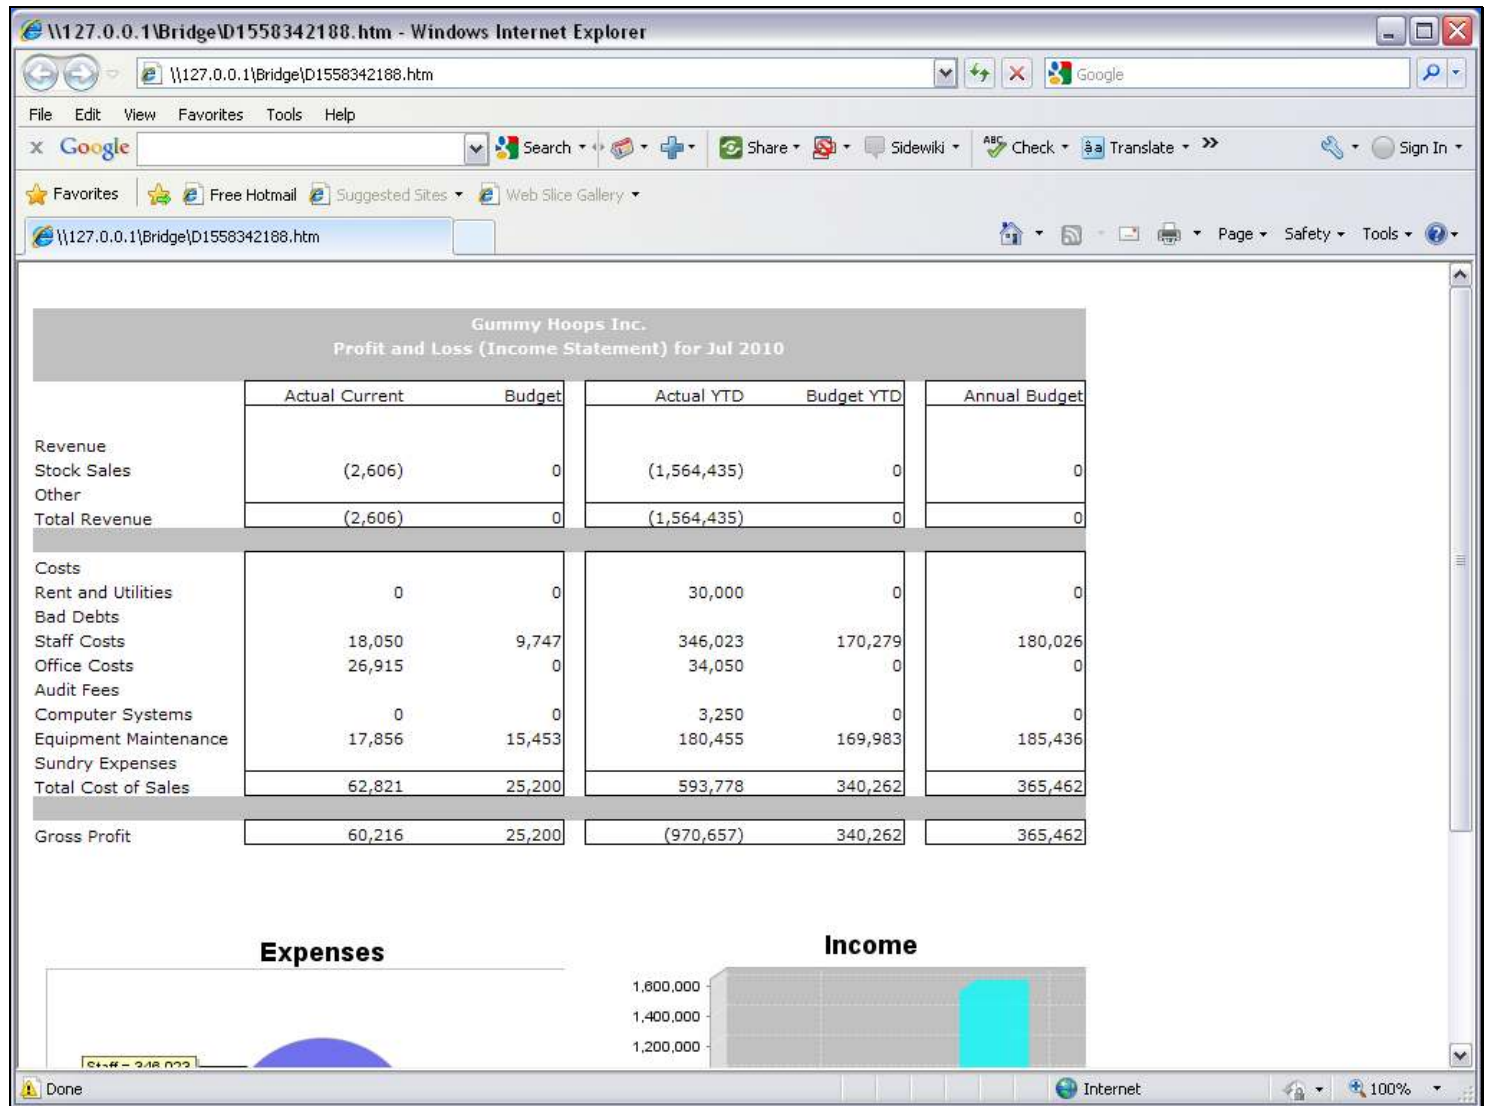 \\127.0.0.1\Bridge\D1558342188.htm - Windows Internet Explorer
\\127.0.0.1\Bridge\D1558342188.htm Google
File Edit View Favorites Tools Help
x Google Search Share Sidewiki ABC Check âa Translate >> Sign In
Favorites Free Hotmail Suggested Sites Web Slice Gallery
\\127.0.0.1\Bridge\D1558342188.htm Page Safety Tools
Gummy Hoops Inc.
Profit and Loss (Income Statement) for Jul 2010
Actual Current Budget Actual YTD Budget YTD Annual Budget
Revenue
Stock Sales (2,606) 0 (1,564,435) 0 0
Other
Total Revenue (2,606) 0 (1,564,435) 0 0
Costs
Rent and Utilities 0 0 30,000 0 0
Bad Debts
Staff Costs 18,050 9,747 346,023 170,279 180,026
Office Costs 26,915 0 34,050 0 0
Audit Fees
Computer Systems 0 0 3,250 0 0
Equipment Maintenance 17,856 15,453 180,455 169,983 185,436
Sundry Expenses
Total Cost of Sales 62,821 25,200 593,778 340,262 365,462
Gross Profit 60,216 25,200 (970,657) 340,262 365,462
Expenses Income
1,600,000
1,400,000
1,200,000
Staff = 346,023
Done Internet 100%